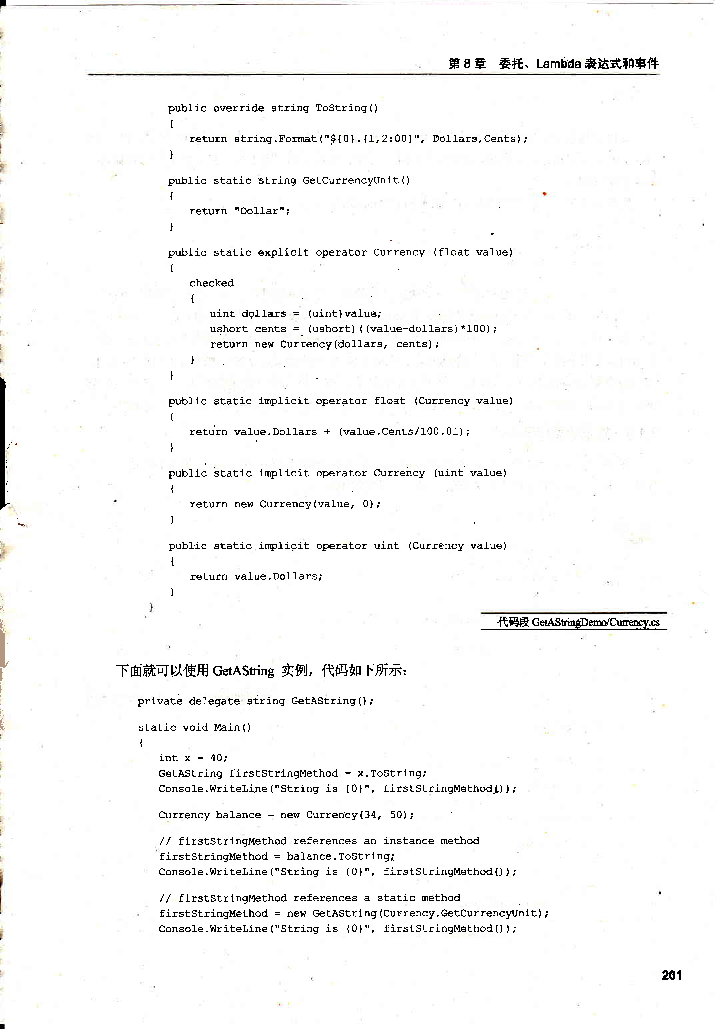 第 8 章 委托、Lambda 表达式和事件
public override string ToString()
{
return string.Format("${0}.{1,2:00}", Dollars,Cents);
}
public static string GetCurrencyUnit()
{
return "Dollar";
}
public static explicit operator Currency (float value)
{
checked
{
uint dollars = (uint)value;
ushort cents = (ushort)((value-dollars)*100);
return new Currency(dollars, cents);
}
}
public static implicit operator float (Currency value)
{
return value.Dollars + (value.Cents/100.0f);
}
public static implicit operator Currency (uint value)
{
return new Currency(value, 0);
}
public static implicit operator uint (Currency value)
{
return value.Dollars;
}
}
代码段 GetAStringDemo/Currency.cs
下面就可以使用 GetAString 实例，代码如下所示：
private delegate string GetAString();
static void Main()
{
int x = 40;
GetAString firstStringMethod = x.ToString;
Console.WriteLine("String is {0}", firstStringMethod());
Currency balance = new Currency(34, 50);
// firstStringMethod references an instance method
firstStringMethod = balance.ToString;
Console.WriteLine("String is {0}", firstStringMethod());
// firstStringMethod references a static method
firstStringMethod = new GetAString(Currency.GetCurrencyUnit);
Console.WriteLine("String is {0}", firstStringMethod());
201